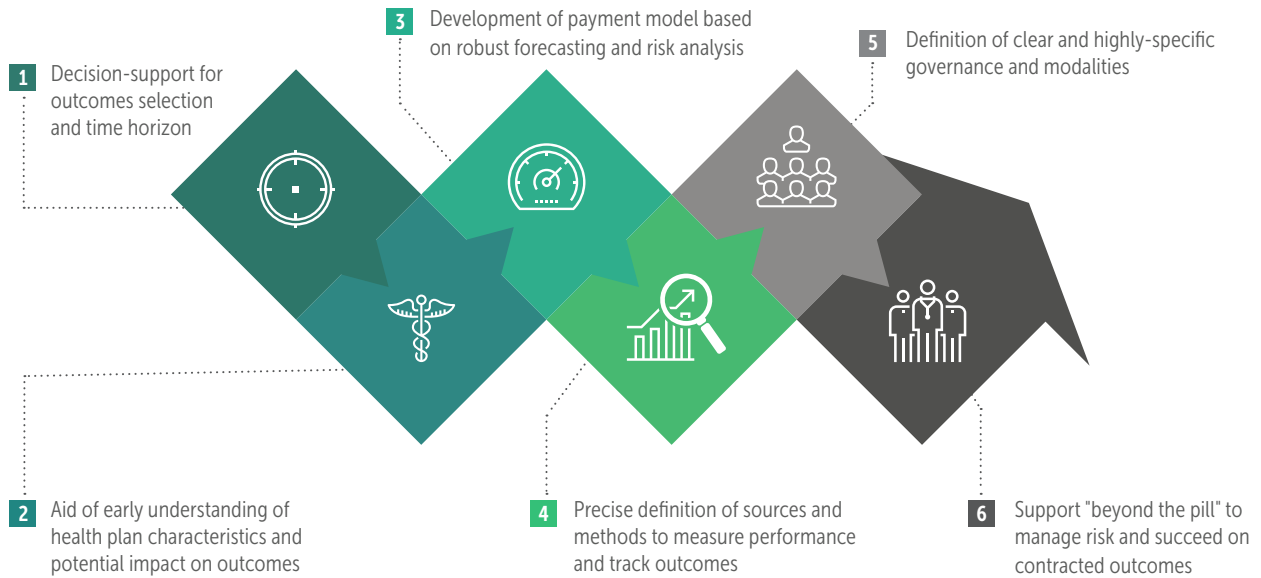 1
Decision-support for
outcomes selection
and time horizon
2
Aid of early understanding of
health plan characteristics and
potential impact on outcomes
3
Development of payment model based
on robust forecasting and risk analysis
4
Precise definition of sources and
methods to measure performance
and track outcomes
5
Definition of clear and highly-specific
governance and modalities
6
Support "beyond the pill" to
manage risk and succeed on
contracted outcomes